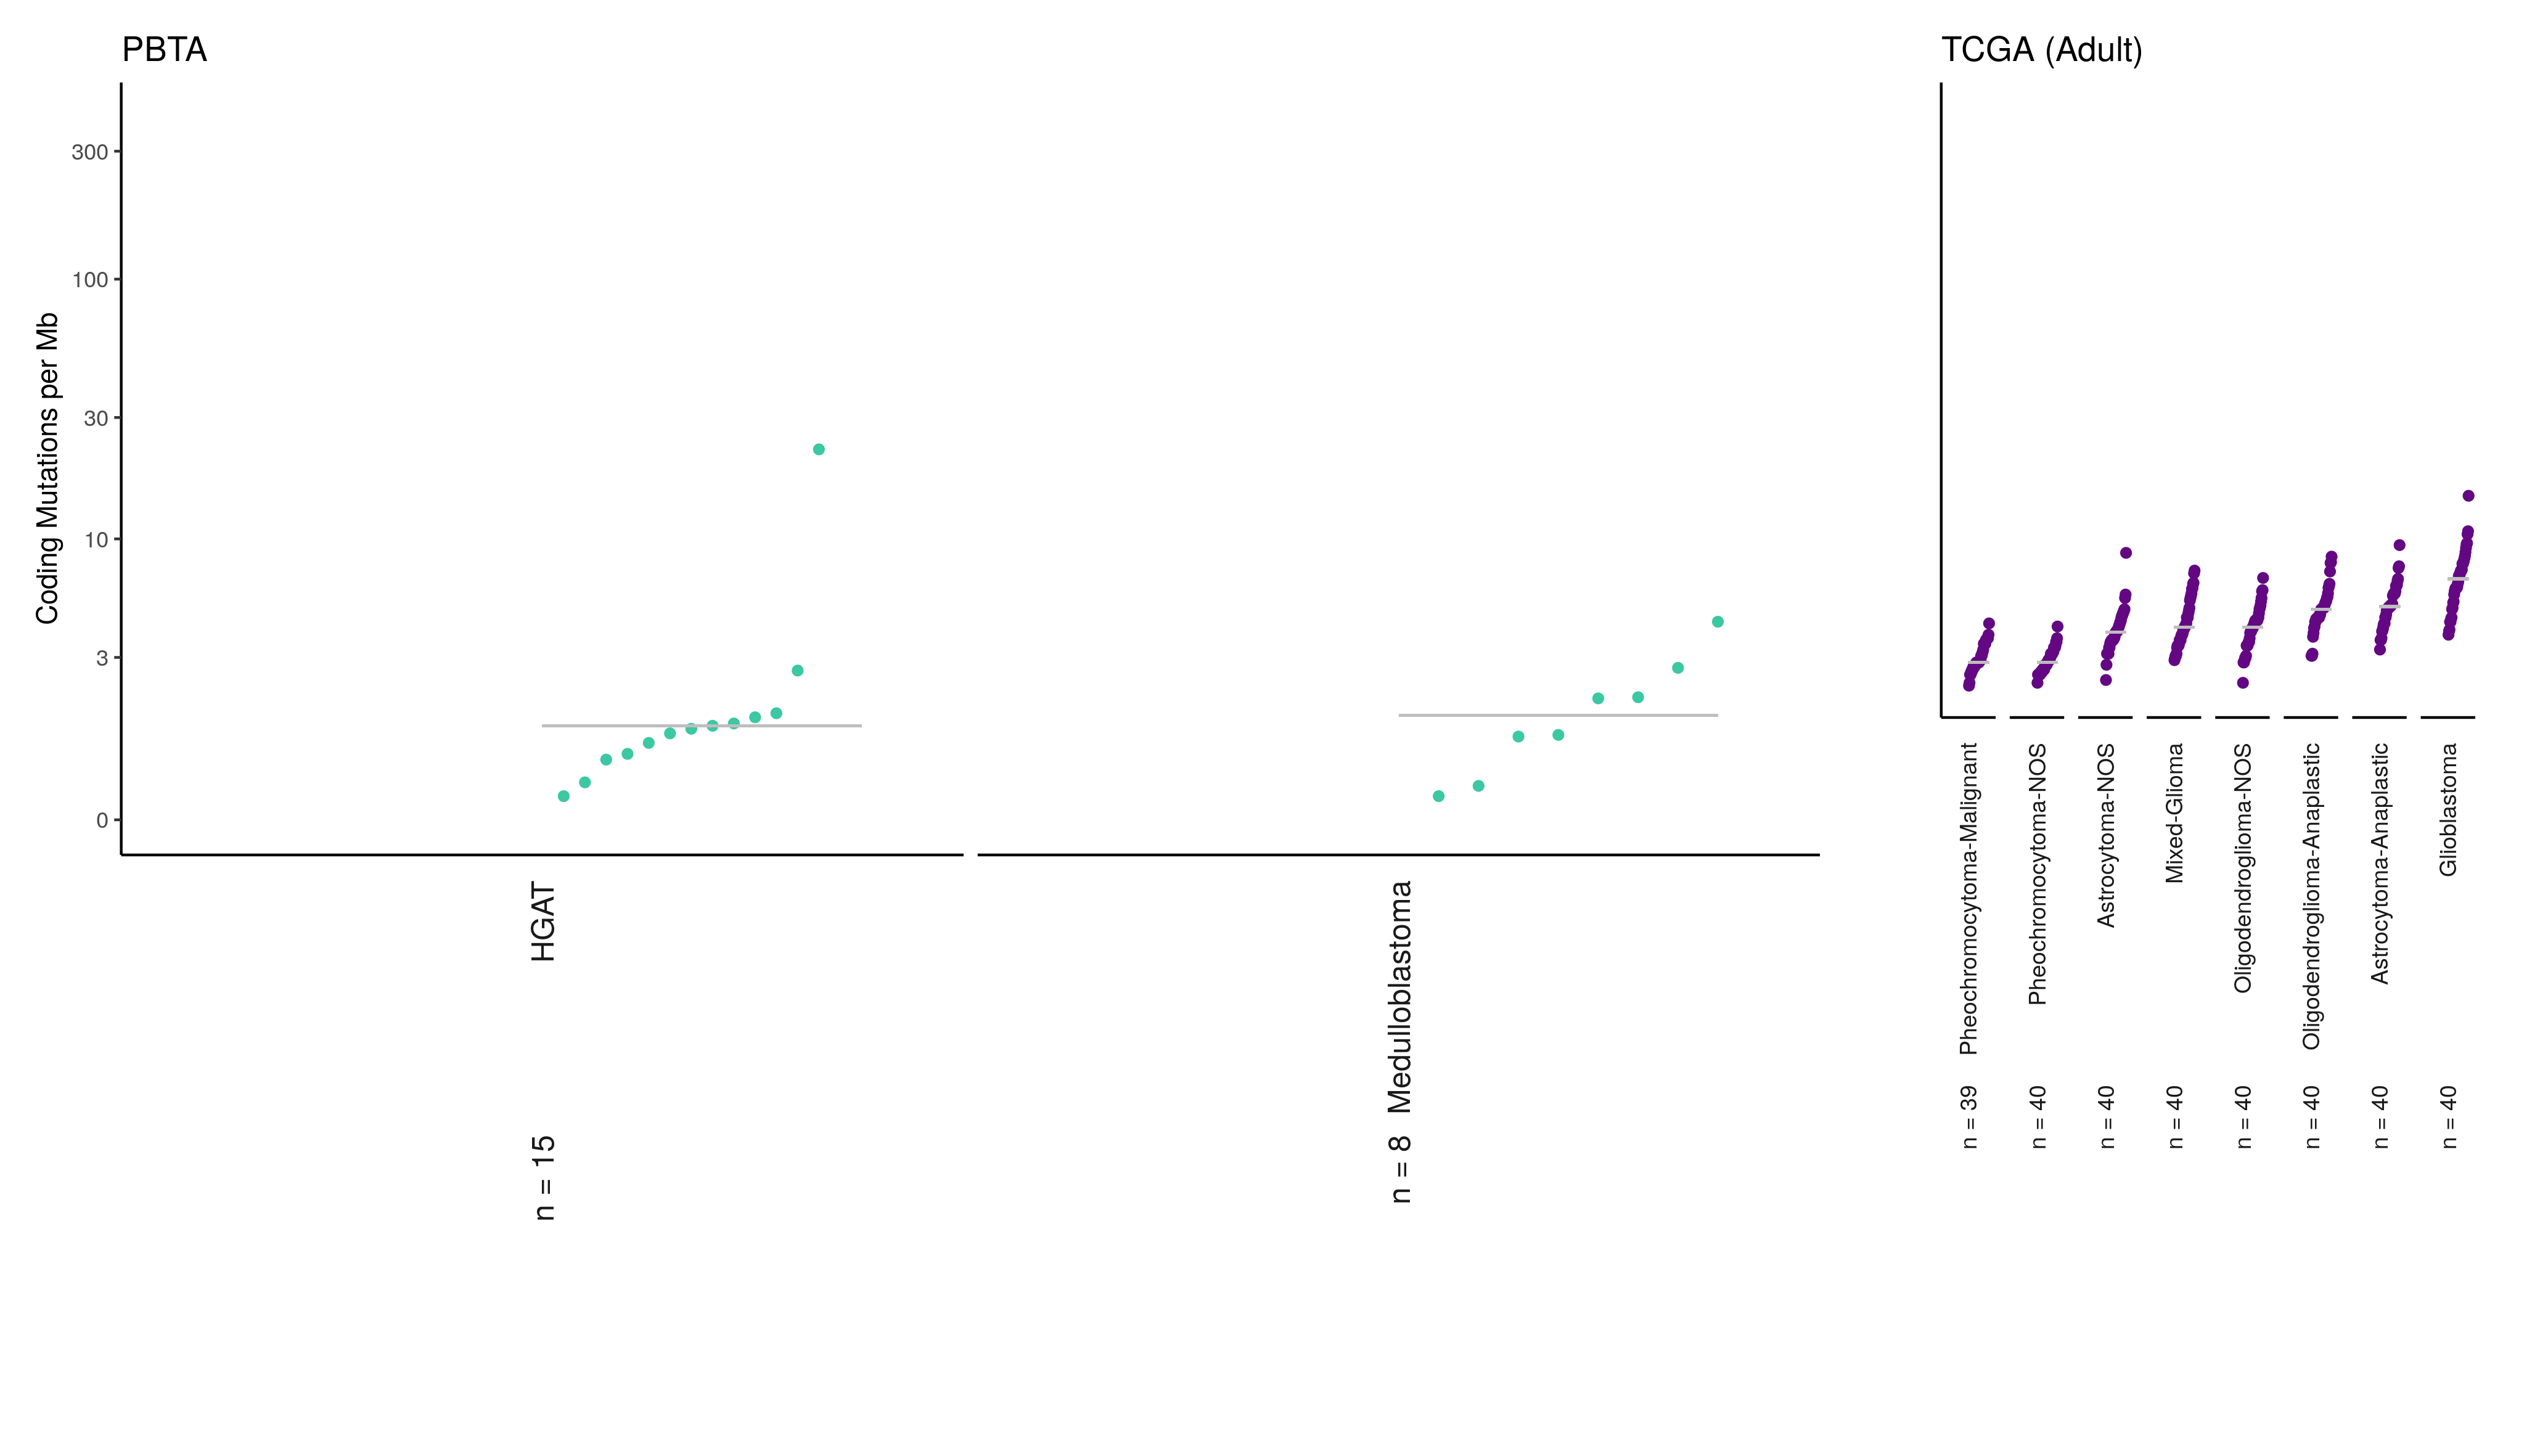 PBTA
TCGA (Adult)
Coding Mutations per Mb
300
100
30
10
3
0
HGAT
n = 15
Medulloblastoma
n = 8
Pheochromocytoma-Malignant
n = 39
Pheochromocytoma-NOS
n = 40
Astrocytoma-NOS
n = 40
Mixed-Glioma
n = 40
Oligodendroglioma-NOS
n = 40
Oligodendroglioma-Anaplastic
n = 40
Astrocytoma-Anaplastic
n = 40
Glioblastoma
n = 40